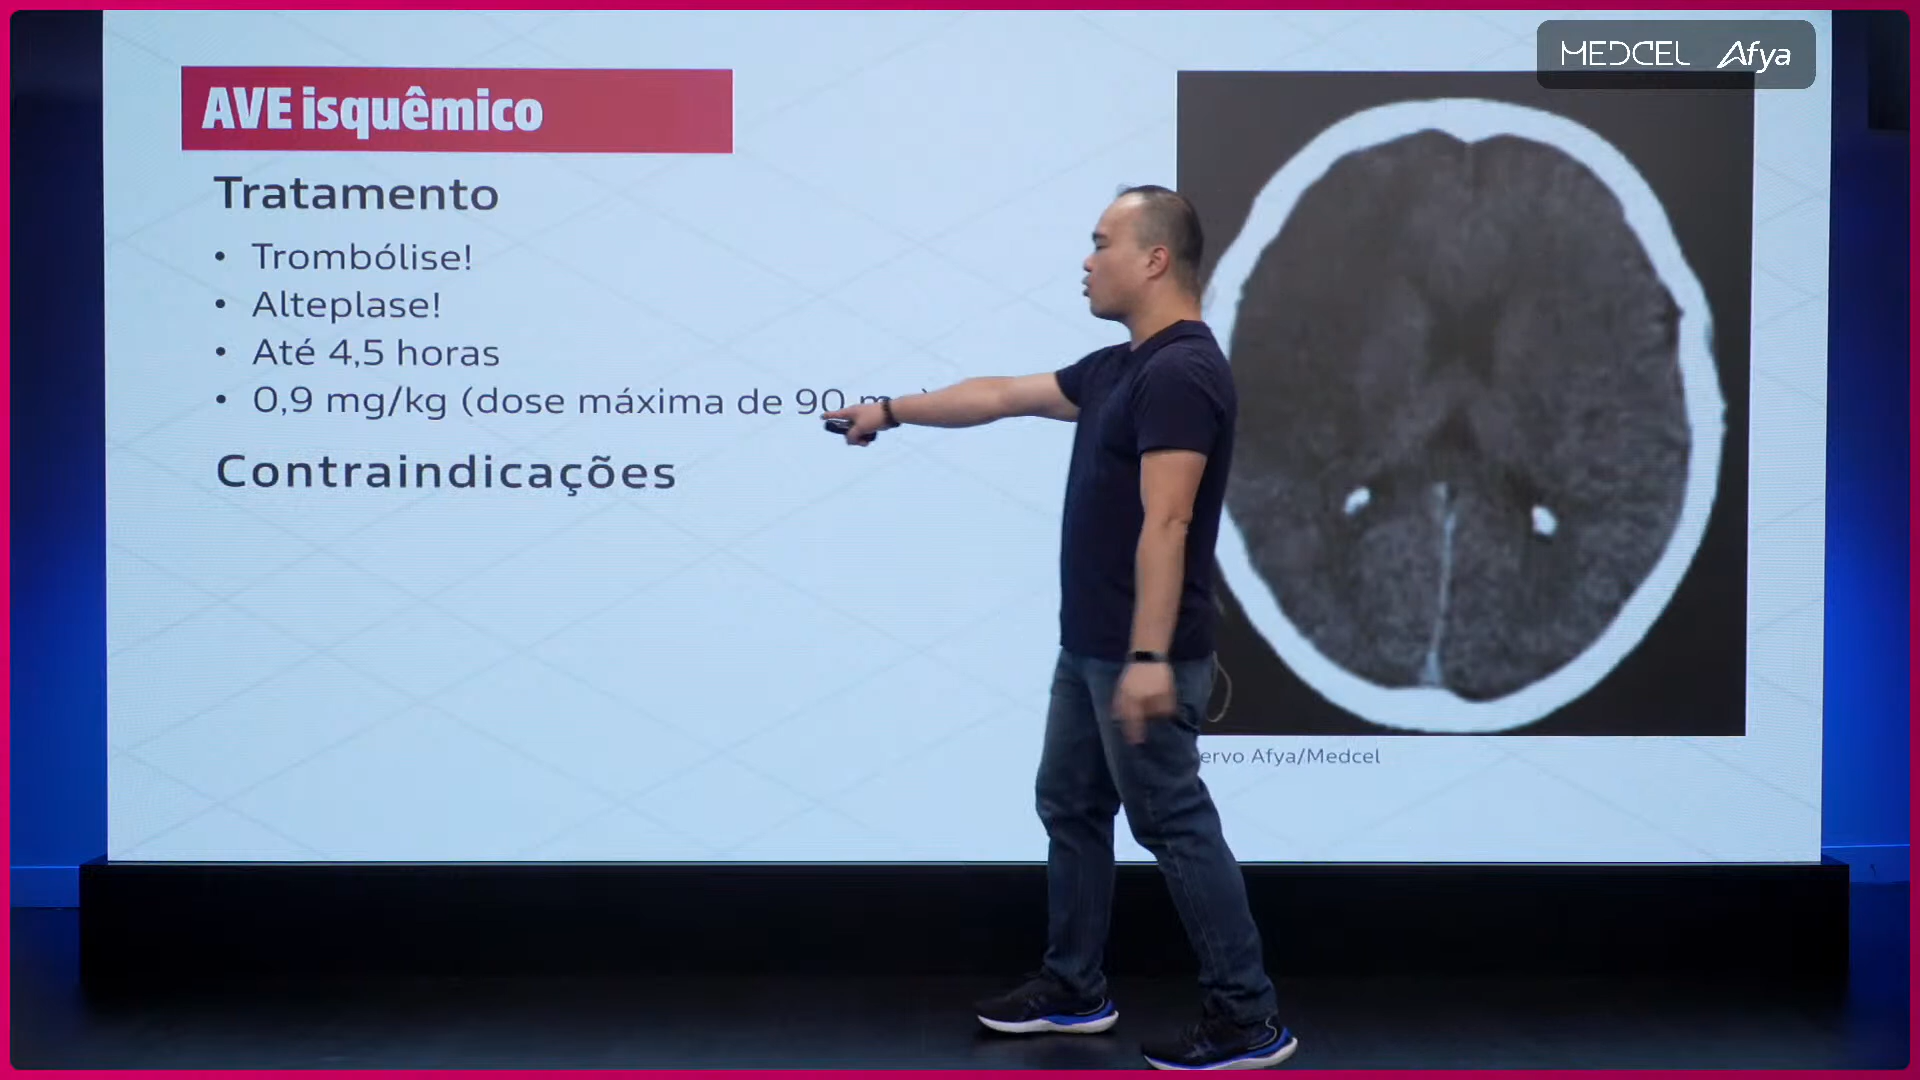 MEDCEL Afya
AVE isquêmico
Tratamento
• Trombólise!
• Alteplase!
• Até 4,5 horas
• 0,9 mg/kg (dose máxima de 90
Contraindicações
Afya/Medcel